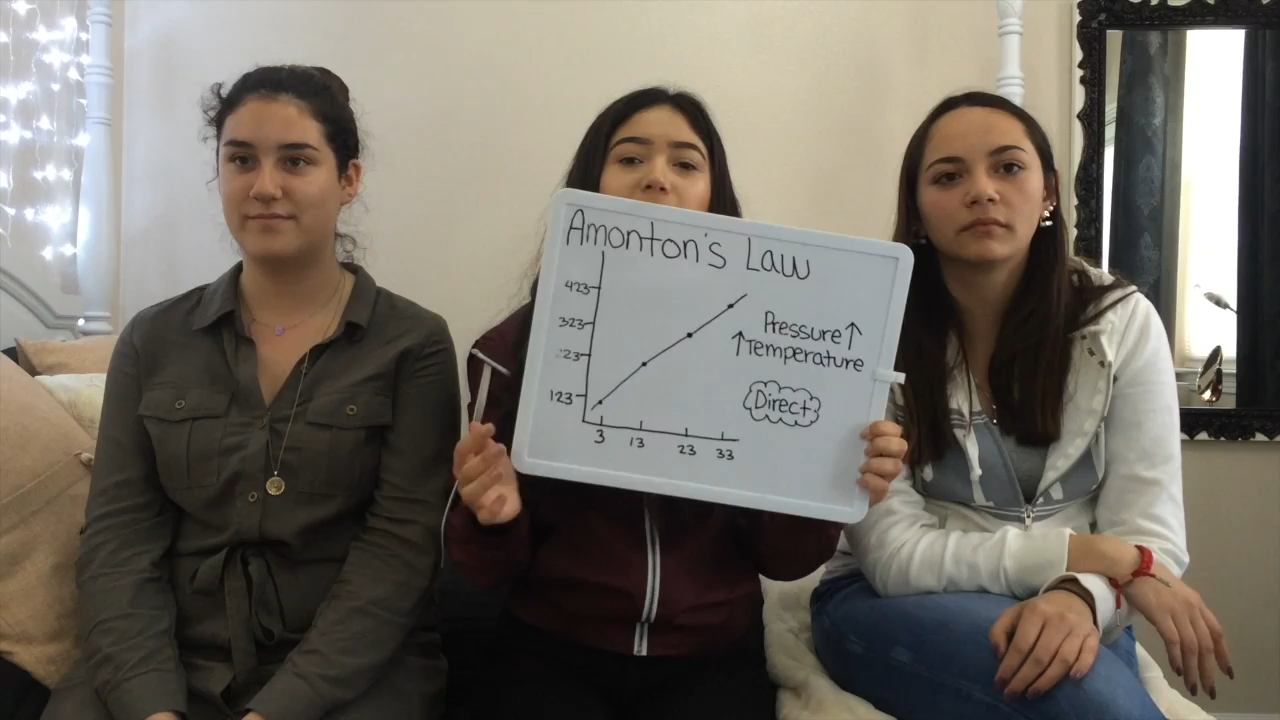 Amonton's Law
423
323
223
123
3 13 23 33
Pressure↑
↑Temperature
Direct